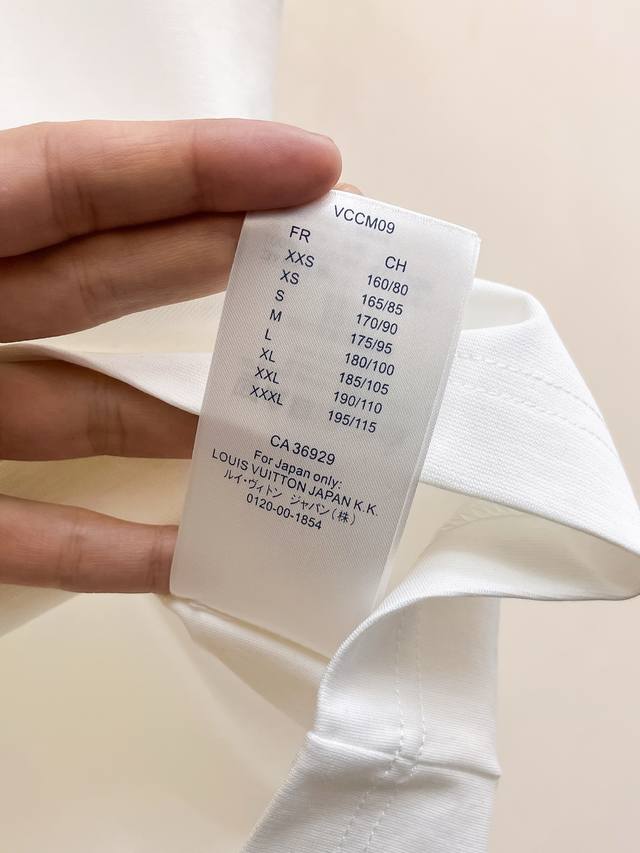 VCCM09
FR CH
XXS 160/80
XS 165/85
S 170/90
M 175/95
L 180/100
XL 185/105
XXL 190/110
XXXL 195/115
CA 36929
For Japan only:
LOUIS VUITTON JAPAN K.K.
ルイ・ヴィトン ジャパン(株)
0120-00-1854